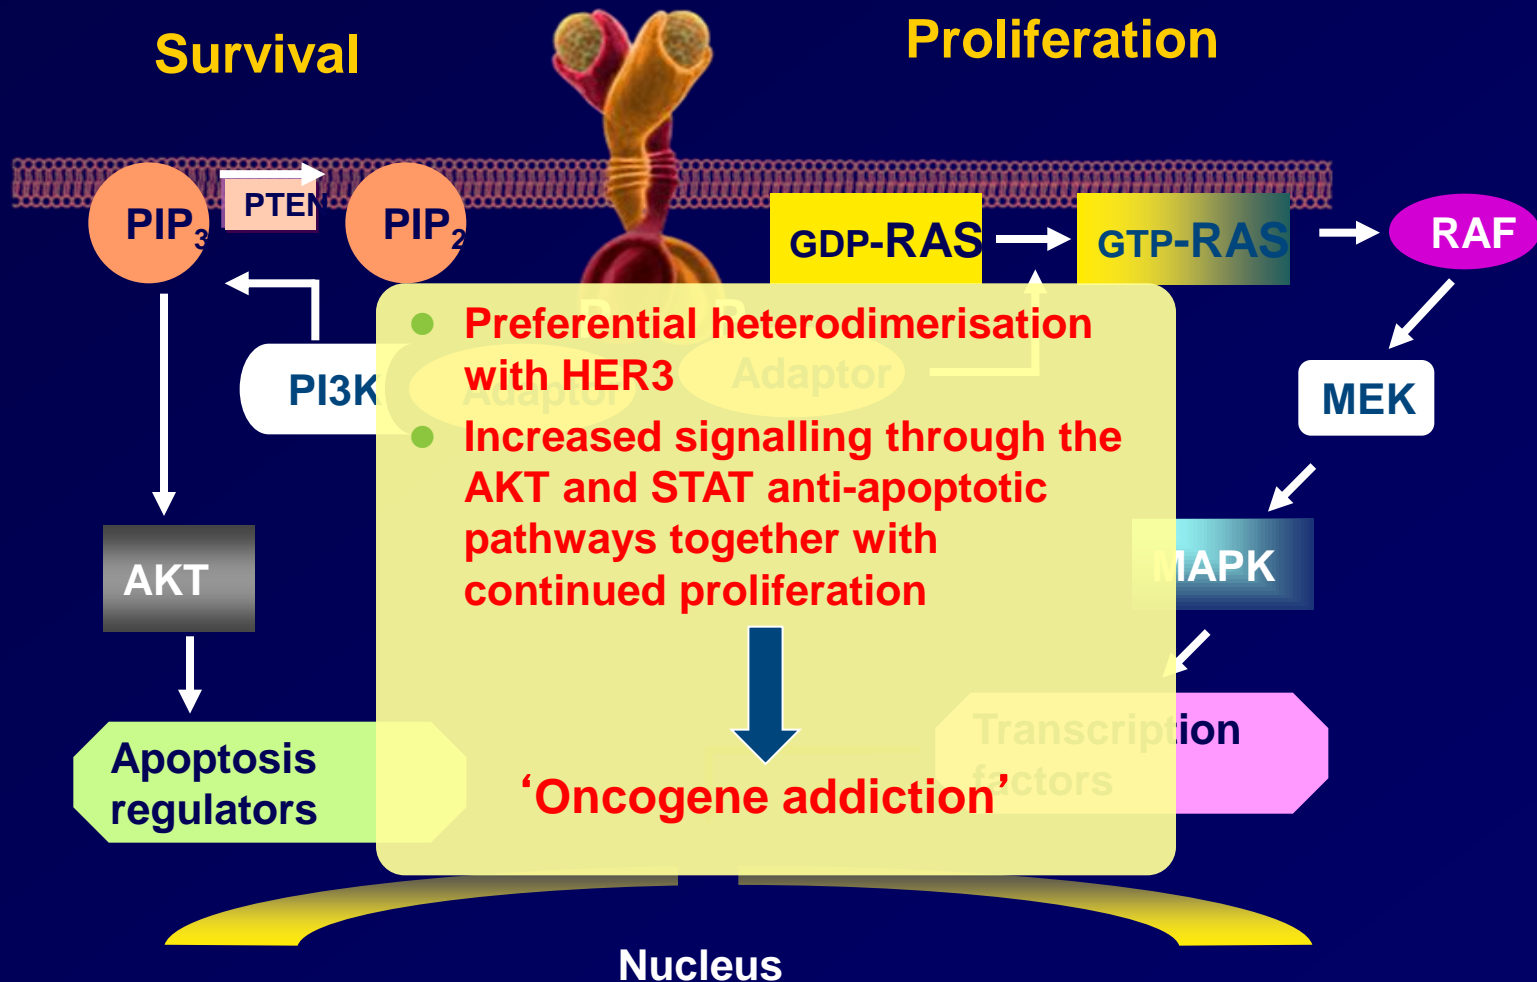 Survival
Proliferation
PIP3
PTEN
PIP2
GDP-RAS
GTP-RAS
RAF
P
P
PI3K
Adaptor
Adaptor
MEK
● Preferential heterodimerisation
with HER3
● Increased signalling through the
AKT and STAT anti-apoptotic
pathways together with
continued proliferation
AKT
MAPK
Apoptosis
regulators
Transcription
factors
‘Oncogene addiction’
Nucleus